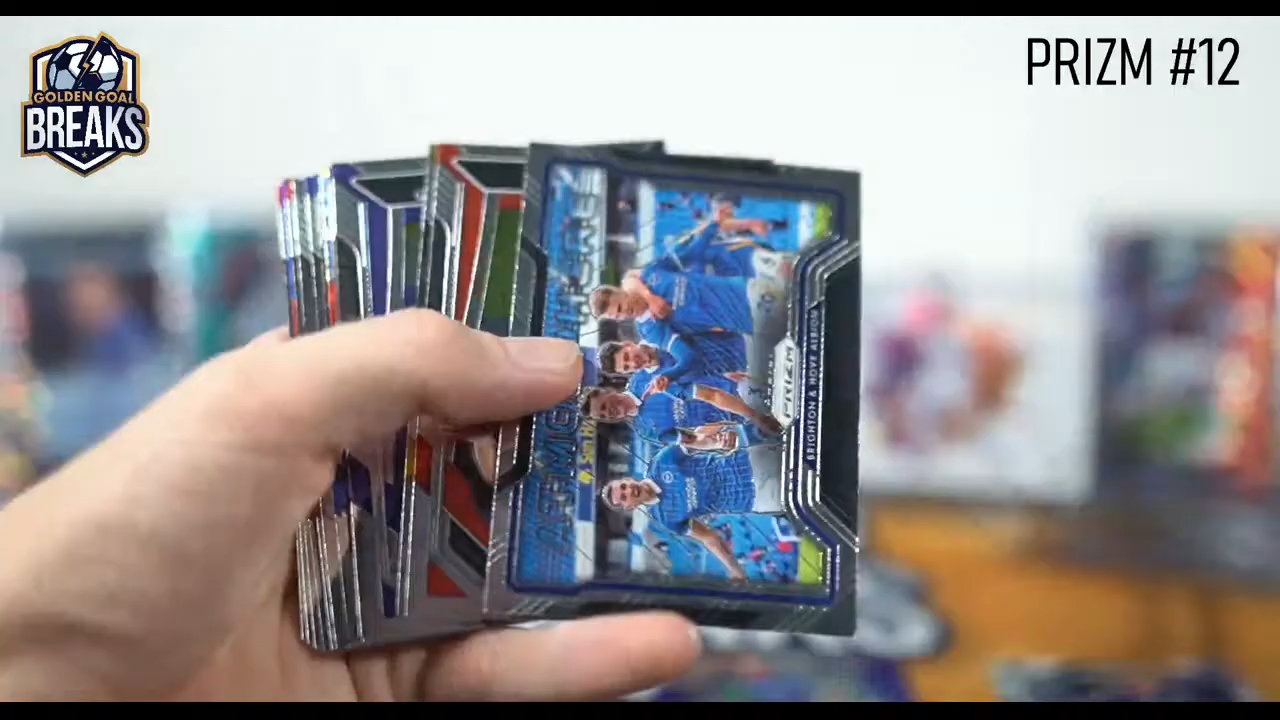 GOLDEN GOAL
BREAKS
PRIZM #12
PRIZM
BRIGHTON & HOVE ALBION